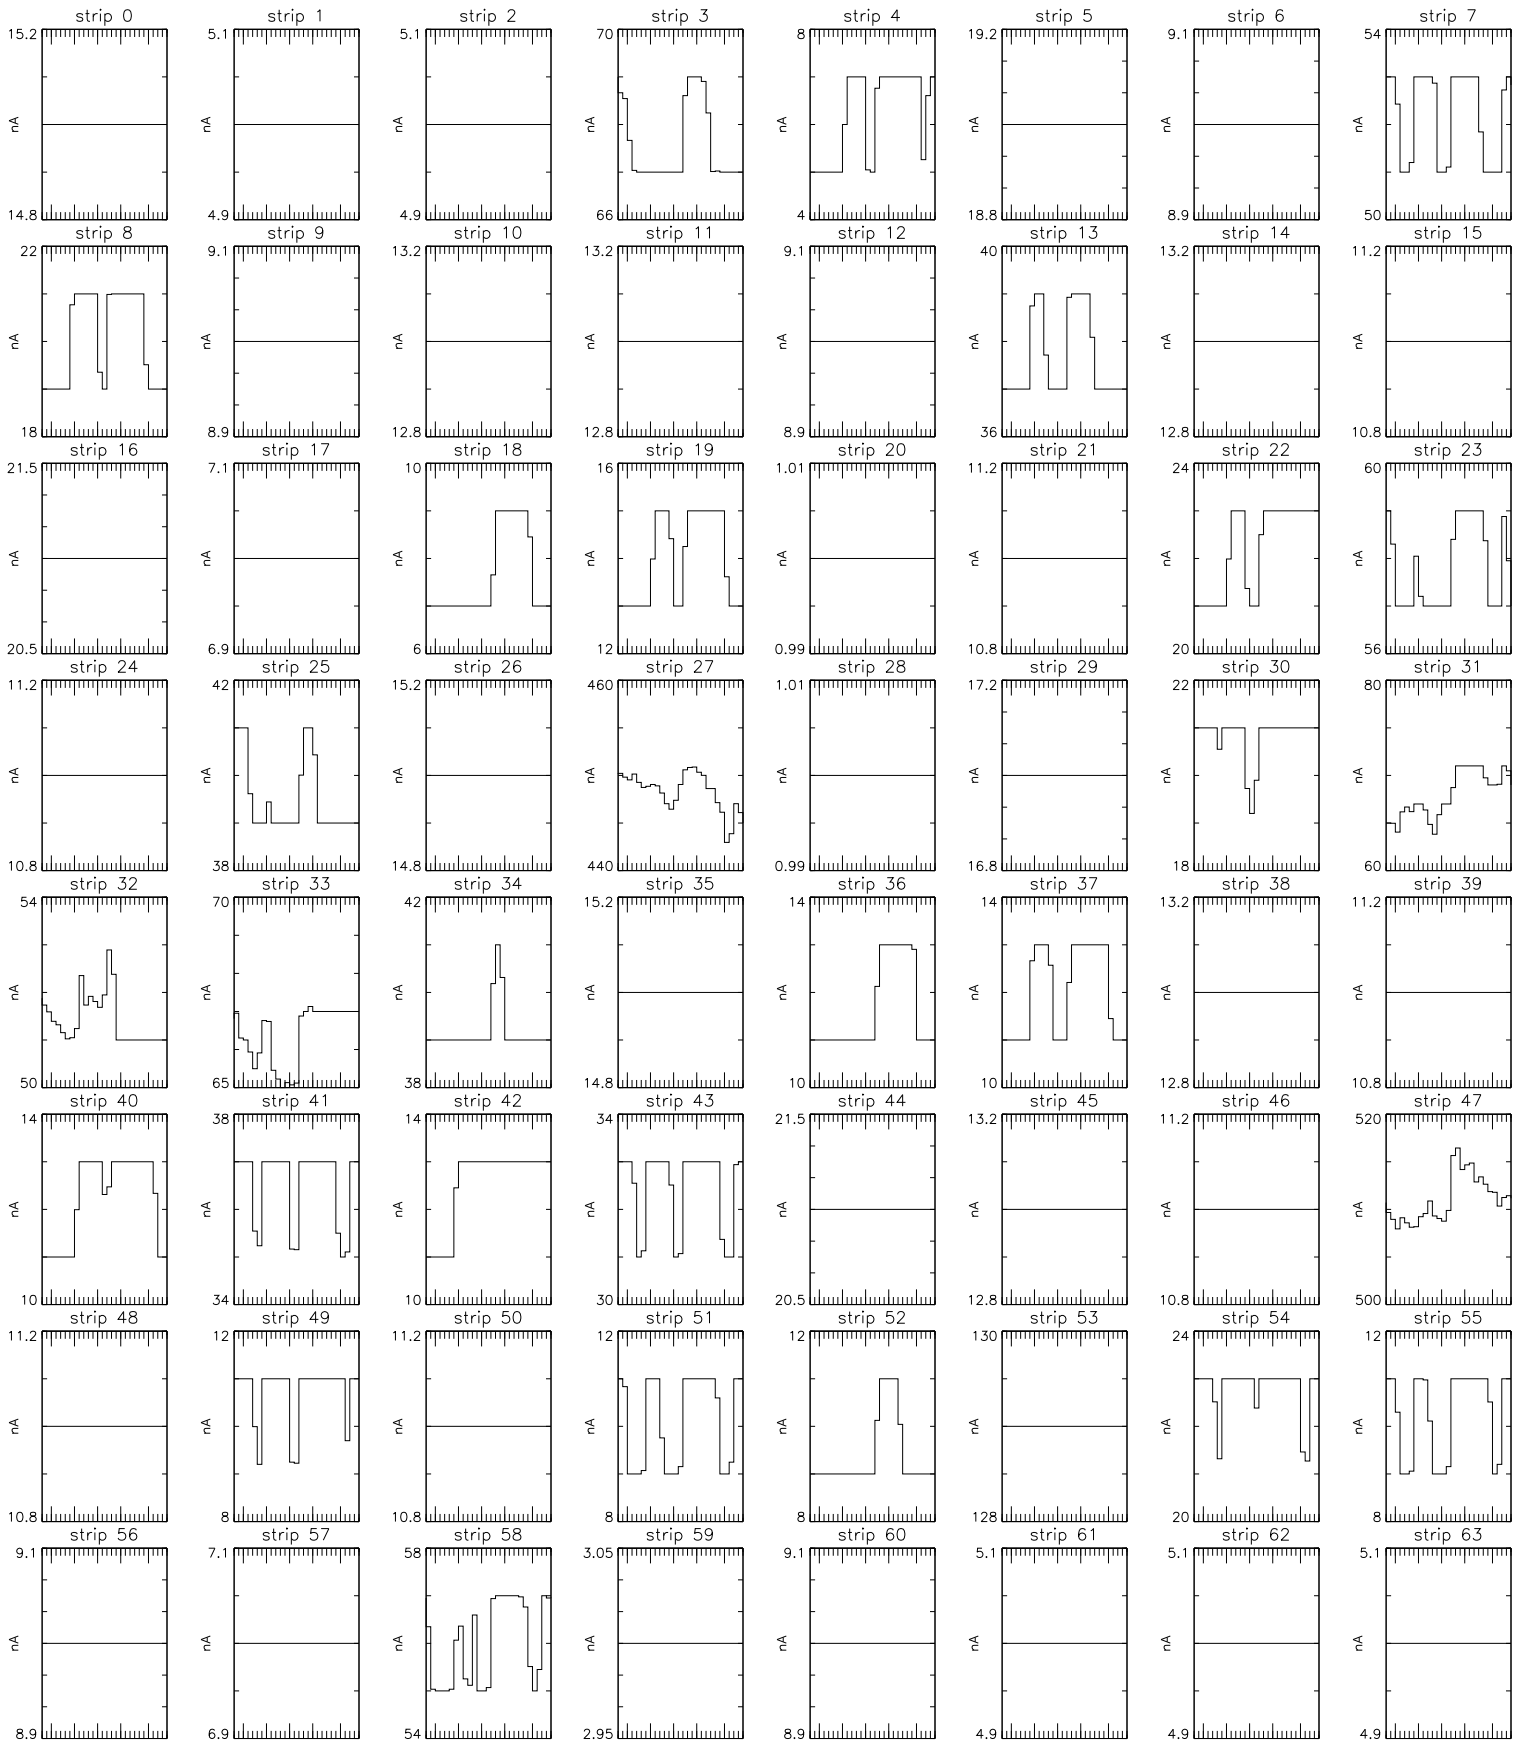 strip 0 strip 1 strip 2 strip 3 strip 4 strip 5 strip 6 strip 7
15.2 5.1 5.1 70 8 19.2 9.1 54
nA nA nA nA nA nA nA nA
14.8 4.9 4.9 66 4 18.8 8.9 50
strip 8 strip 9 strip 10 strip 11 strip 12 strip 13 strip 14 strip 15
22 9.1 13.2 13.2 9.1 40 13.2 11.2
nA nA nA nA nA nA nA nA
18 8.9 12.8 12.8 8.9 36 12.8 10.8
strip 16 strip 17 strip 18 strip 19 strip 20 strip 21 strip 22 strip 23
21.5 7.1 10 16 1.01 11.2 24 60
nA nA nA nA nA nA nA nA
20.5 6.9 6 12 0.99 10.8 20 56
strip 24 strip 25 strip 26 strip 27 strip 28 strip 29 strip 30 strip 31
11.2 42 15.2 460 1.01 17.2 22 80
nA nA nA nA nA nA nA nA
10.8 38 14.8 440 0.99 16.8 18 60
strip 32 strip 33 strip 34 strip 35 strip 36 strip 37 strip 38 strip 39
54 70 42 15.2 14 14 13.2 11.2
nA nA nA nA nA nA nA nA
50 65 38 14.8 10 10 12.8 10.8
strip 40 strip 41 strip 42 strip 43 strip 44 strip 45 strip 46 strip 47
14 38 14 34 21.5 13.2 11.2 520
nA nA nA nA nA nA nA nA
10 34 10 30 20.5 12.8 10.8 500
strip 48 strip 49 strip 50 strip 51 strip 52 strip 53 strip 54 strip 55
11.2 12 11.2 12 12 130 24 12
nA nA nA nA nA nA nA nA
10.8 8 10.8 8 8 128 20 8
strip 56 strip 57 strip 58 strip 59 strip 60 strip 61 strip 62 strip 63
9.1 7.1 58 3.05 9.1 5.1 5.1 5.1
nA nA nA nA nA nA nA nA
8.9 6.9 54 2.95 8.9 4.9 4.9 4.9